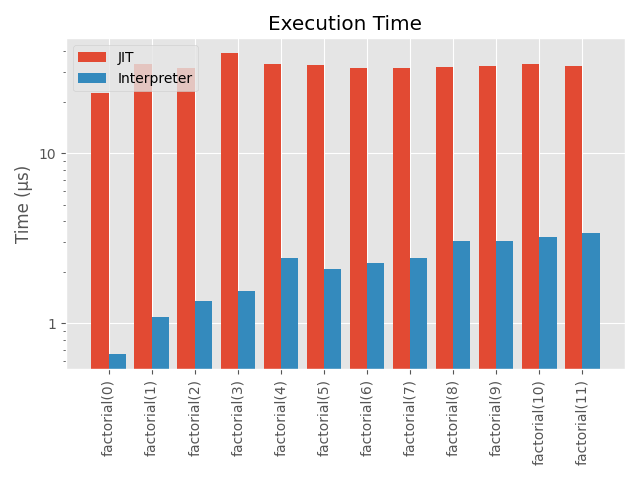 Execution Time
JIT
Interpreter
Time (µs)
10
1
factorial(0)
factorial(1)
factorial(2)
factorial(3)
factorial(4)
factorial(5)
factorial(6)
factorial(7)
factorial(8)
factorial(9)
factorial(10)
factorial(11)